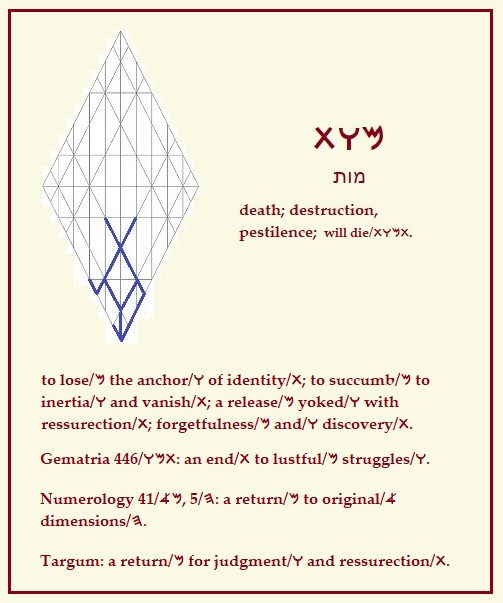 𐤌𐤅𐤕
מות
death; destruction,
pestilence; will die/𐤕𐤌𐤅𐤕.
to lose/𐤌 the anchor/𐤅 of identity/𐤕; to succumb/𐤌 to
inertia/𐤅 and vanish/𐤕; a release/𐤌 yoked/𐤅 with
ressurection/𐤕; forgetfulness/𐤌 and/𐤅 discovery/𐤕.
Gematria 446/𐤕𐤌𐤅: an end/𐤕 to lustful/𐤌 struggles/𐤅.
Numerology 41/𐤌𐤀, 5/𐤄: a return/𐤌 to original/𐤀
dimensions/𐤄.
Targum: a return/𐤌 for judgment/𐤅 and ressurection/𐤕.